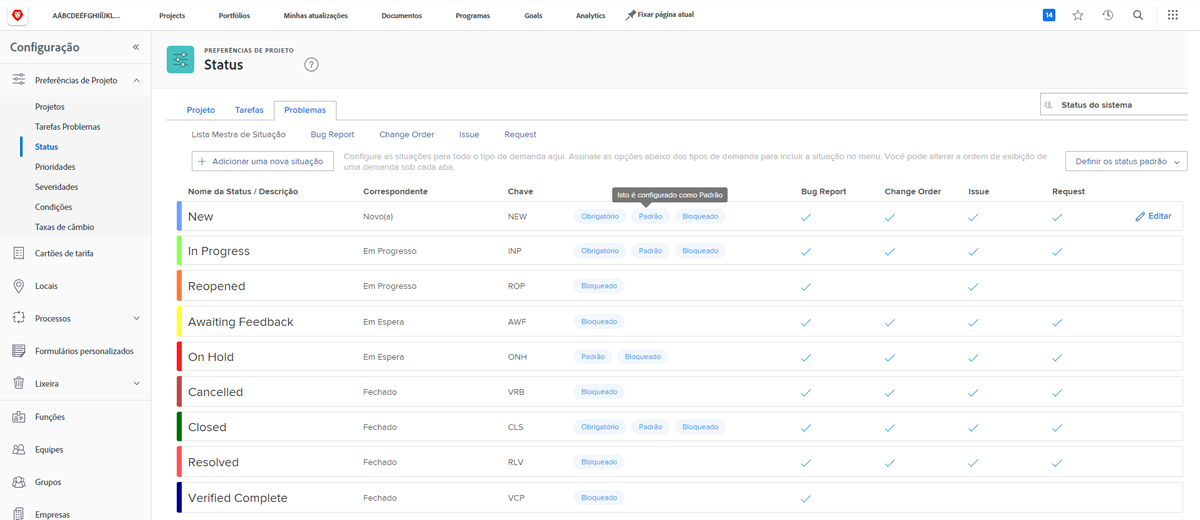 AÁBCDEÉFGHIÍÜKL...
Projects
Portfólios
Minhas atualizações
Documentos
Programas
Goals
Analytics
Fixar página atual
14
Configuração
Preferências de Projeto
Projetos
Tarefas Problemas
Status
Prioridades
Severidades
Condições
Taxas de câmbio
Cartões de tarifa
Locais
Processos
Formulários personalizados
Lixeira
Funções
Equipes
Grupos
Empresas
PREFERÊNCIAS DE PROJETO
Status
?
Projeto Tarefas Problemas
Status do sistema
Lista Mestra de Situação Bug Report Change Order Issue Request
Adicionar uma nova situação
Configure as situações para todo o tipo de demanda aqui. Assinale as opções abaixo dos tipos de demanda para incluir a situação no menu. Você pode alterar a ordem de exibição de
uma demanda sob cada aba.
Definir os status padrão
Nome da Status / Descrição Correspondente Chave Bug Report Change Order Issue Request
Isto é configurado como Padrão
New Novo(a) NEW Obrigatório Padrão Bloqueado Editar
In Progress Em Progresso INP Obrigatório Padrão Bloqueado
Reopened Em Progresso ROP Bloqueado
Awaiting Feedback Em Espera AWF Bloqueado
On Hold Em Espera ONH Padrão Bloqueado
Cancelled Fechado VRB Bloqueado
Closed Fechado CLS Obrigatório Padrão Bloqueado
Resolved Fechado RLV Bloqueado
Verified Complete Fechado VCP Bloqueado